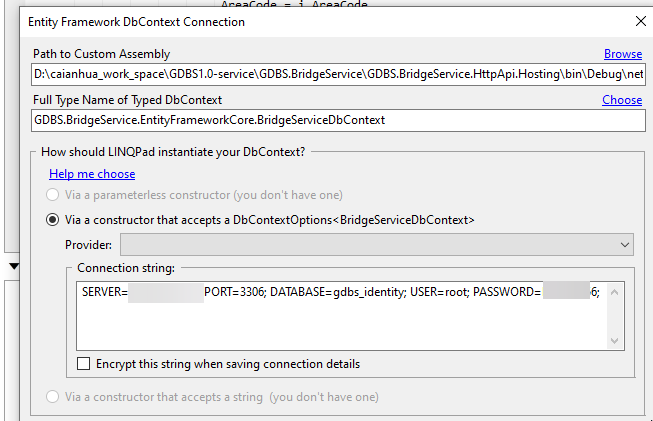 AreaCode = i.AreaCode
Entity Framework DbContext Connection
Path to Custom Assembly Browse
D:\caianhua_work_space\GDBS1.0-service\GDBS.BridgeService\GDBS.BridgeService.HttpApi.Hosting\bin\Debug\net
Full Type Name of Typed DbContext Choose
GDBS.BridgeService.EntityFrameworkCore.BridgeServiceDbContext
How should LINQPad instantiate your DbContext?
Help me choose
Via a parameterless constructor (you don't have one)
Via a constructor that accepts a DbContextOptions<BridgeServiceDbContext>
Provider:
Connection string:
SERVER= PORT=3306; DATABASE=gdbs_identity; USER=root; PASSWORD= 6;
Encrypt this string when saving connection details
Via a constructor that accepts a string (you don't have one)